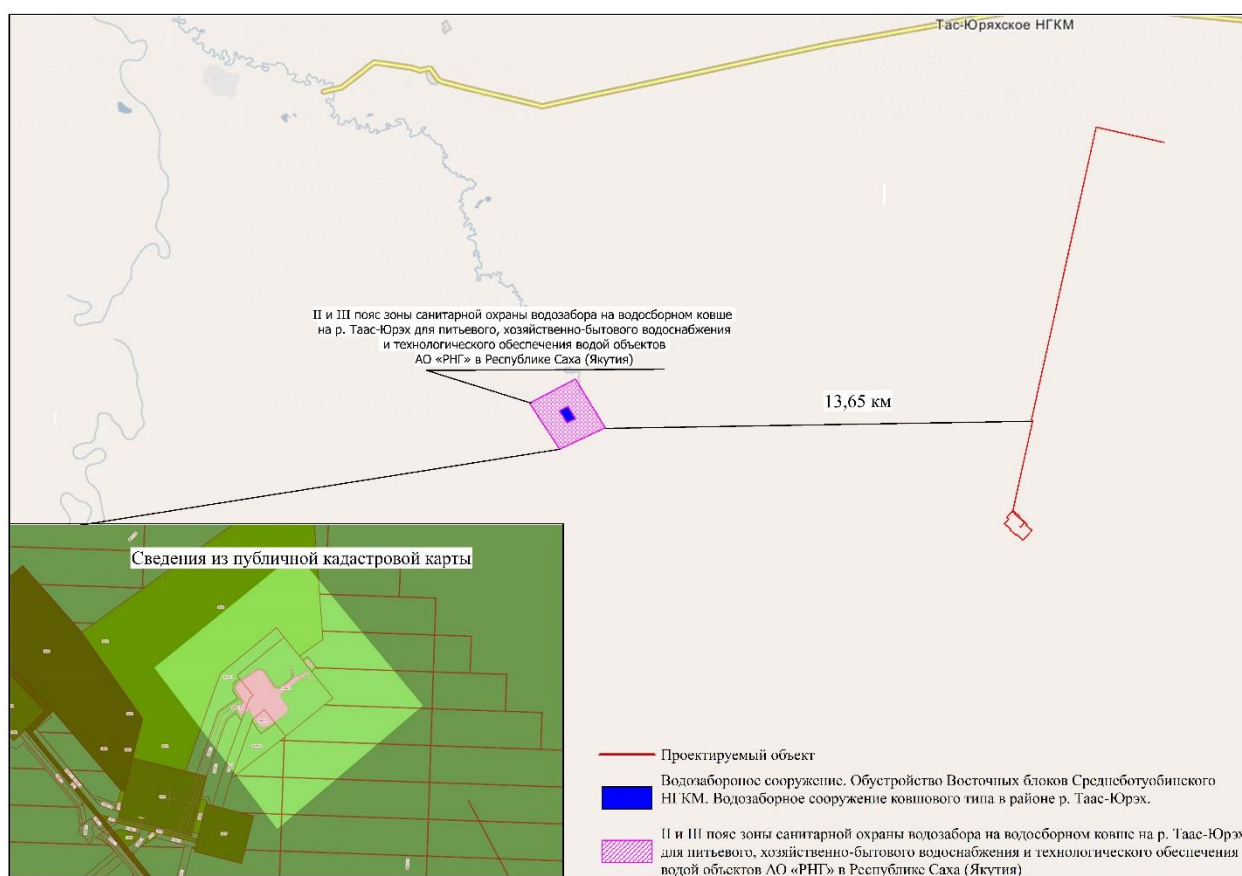 Тас-Юряхское НГКМ
II и III пояс зоны санитарной охраны водозабора на водосборном ковше
на р. Таас-Юрэх для питьевого, хозяйственно-бытового водоснабжения
и технологического обеспечения водой объектов
АО «РНГ» в Республике Саха (Якутия)
13,65 км
Сведения из публичной кадастровой карты
Проектируемый объект
Водозабороное сооружение. Обустройство Восточных блоков Среднеботуобинского
НГКМ. Водозаборное сооружение ковшового типа в районе р. Таас-Юрэх.
II и III пояс зоны санитарной охраны водозабора на водосборном ковше на р. Таас-Юрэх
для питьевого, хозяйственно-бытового водоснабжения и технологического обеспечения
водой объектов АО «РНГ» в Республике Саха (Якутия)